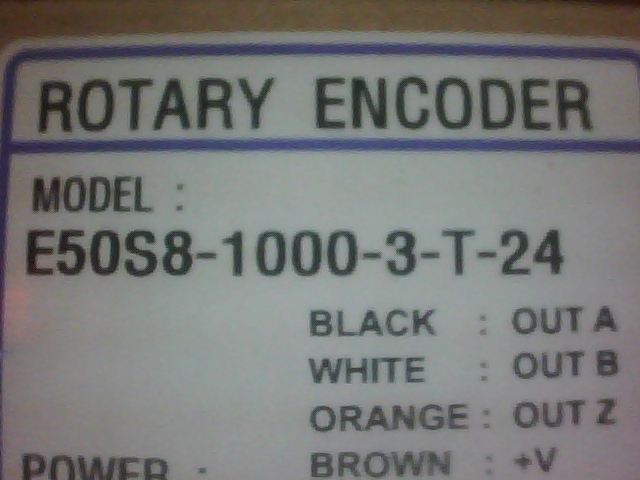 ROTARY ENCODER
MODEL :
E50S8-1000-3-T-24
BLACK : OUT A
WHITE : OUT B
ORANGE : OUT Z
POWER : BROWN : +V